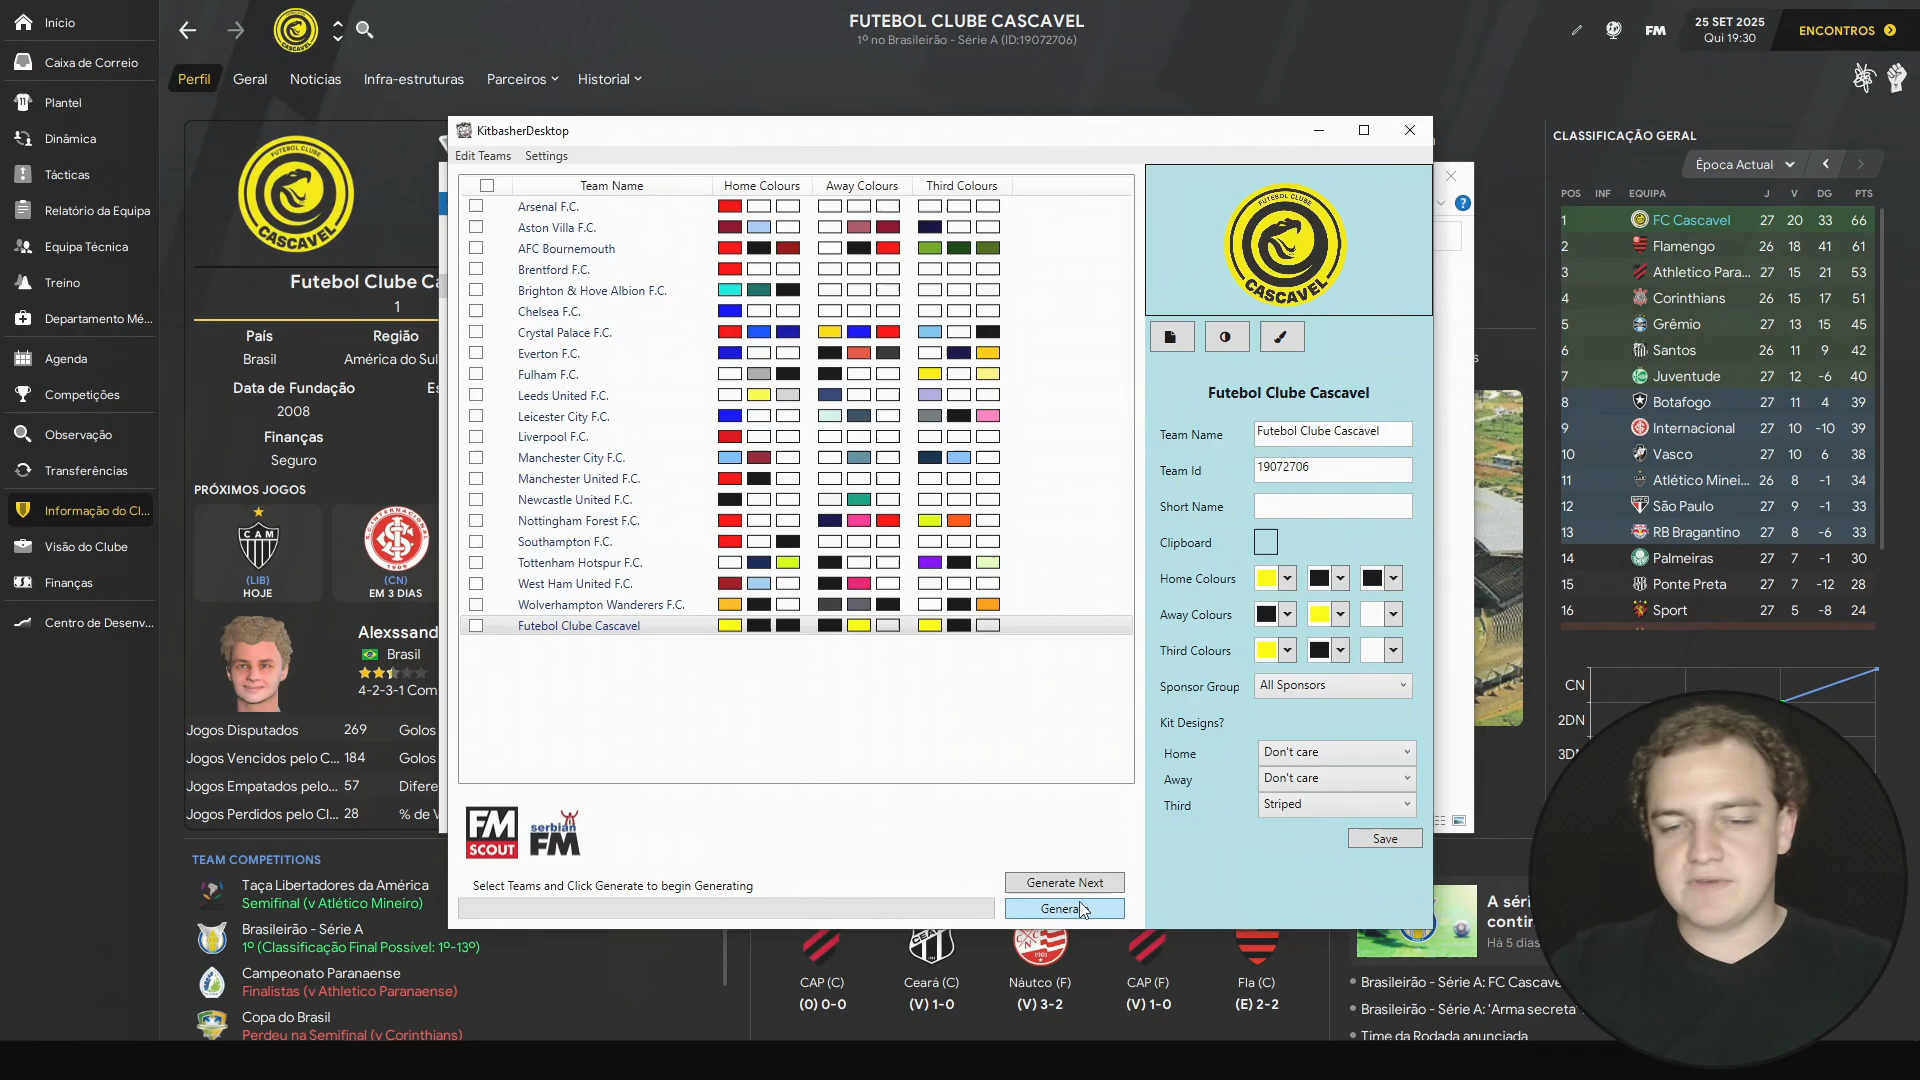 Início
Caixa de Correio
Plantel
Dinâmica
Tácticas
Relatório da Equipa
Equipa Técnica
Treino
Departamento Mé...
Agenda
Competições
Observação
Transferências
Informação do Cl...
Visão do Clube
Finanças
Centro de Desenv...
FUTEBOL CLUBE CASCAVEL
1º no Brasileirão - Série A (ID:19072706)
FM
25 SET 2025
Qui 19:30
ENCONTROS
Perfil
Geral
Notícias
Infra-estruturas
Parceiros
Historial
FUTEBOL CLUBE
CASCAVEL
Futebol Clube Ca
1
País
Brasil
Região
América do Sul
Data de Fundação
2008
Finanças
Seguro
PRÓXIMOS JOGOS
CAM
(LIB)
HOJE
(CN)
EM 3 DIAS
Alexssand
Brasil
4-2-3-1 Com
Jogos Disputados 269 Golos
Jogos Vencidos pelo C... 184 Golos
Jogos Empatados pelo... 57 Difere
Jogos Perdidos pelo Cl... 28 % de V
TEAM COMPETITIONS
Taça Libertadores da América
Semifinal (v Atlético Mineiro)
Brasileirão - Série A
1º (Classificação Final Possível: 1º-13º)
Campeonato Paranaense
Finalistas (v Athletico Paranaense)
Copa do Brasil
Perdeu na Semifinal (v Corinthians)
KitbasherDesktop
Edit Teams Settings
Team Name Home Colours Away Colours Third Colours
Arsenal F.C.
Aston Villa F.C.
AFC Bournemouth
Brentford F.C.
Brighton & Hove Albion F.C.
Chelsea F.C.
Crystal Palace F.C.
Everton F.C.
Fulham F.C.
Leeds United F.C.
Leicester City F.C.
Liverpool F.C.
Manchester City F.C.
Manchester United F.C.
Newcastle United F.C.
Nottingham Forest F.C.
Southampton F.C.
Tottenham Hotspur F.C.
West Ham United F.C.
Wolverhampton Wanderers F.C.
Futebol Clube Cascavel
FM
SCOUT
serbian
FM
Select Teams and Click Generate to begin Generating
Generate Next
Genera
FUTEBOL CLUBE
CASCAVEL
Futebol Clube Cascavel
Team Name Futebol Clube Cascavel
Team Id 19072706
Short Name
Clipboard
Home Colours
Away Colours
Third Colours
Sponsor Group All Sponsors
Kit Designs?
Home Don't care
Away Don't care
Third Striped
Save
CAP (C)
(O) 0-0
Ceará (C)
(V) 1-0
Náutco (F)
(V) 3-2
CAP (F)
(V) 1-0
Fla (C)
(E) 2-2
A séri
continu
Há 5 dias
Brasileirão - Série A: FC Cascave
Brasileirão - Série A: 'Arma secreta'
Time da Rodada anunciada
CLASSIFICAÇÃO GERAL
Época Actual
POS INF EQUIPA J V DG PTS
1 FC Cascavel 27 20 33 66
2 Flamengo 26 18 41 61
3 Athletico Para... 27 15 21 53
4 Corinthians 26 15 17 51
5 Grêmio 27 13 15 45
6 Santos 26 11 9 42
7 Juventude 27 12 -6 40
8 Botafogo 27 11 4 39
9 Internacional 27 10 -10 39
10 Vasco 27 10 6 38
11 Atlético Minei... 26 8 -1 34
12 São Paulo 27 9 -1 33
13 RB Bragantino 27 8 -6 33
14 Palmeiras 27 7 -1 30
15 Ponte Preta 27 7 -12 28
16 Sport 27 5 -8 24
CN
2DN
3D